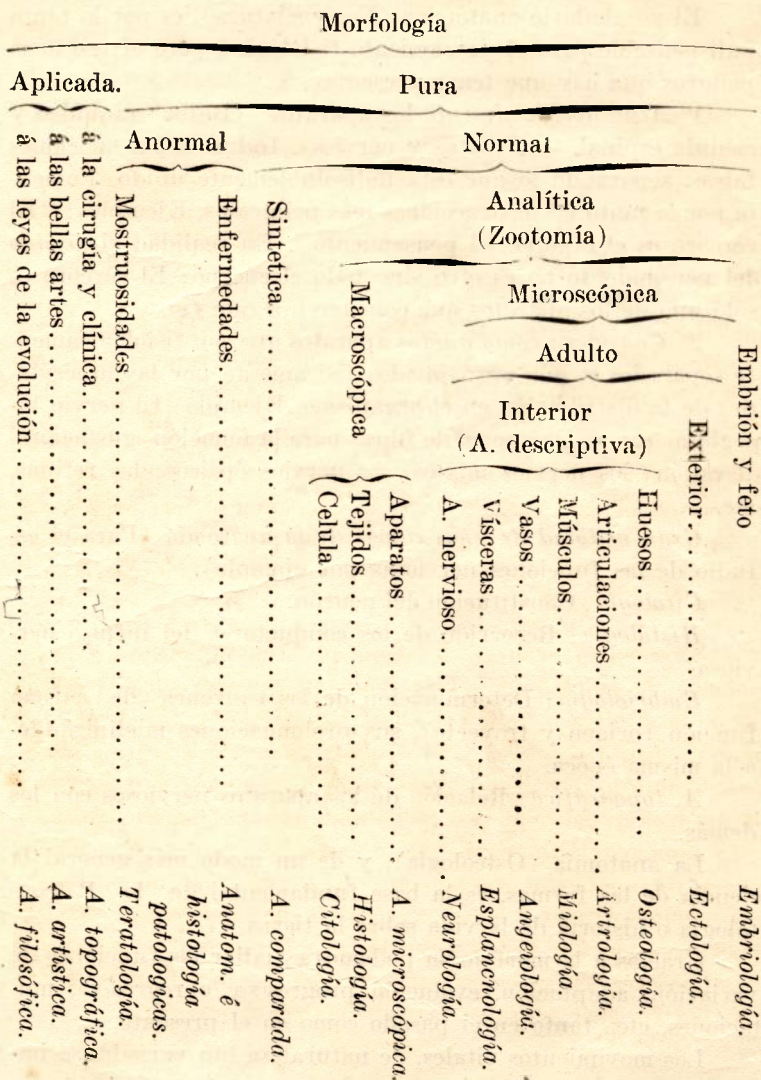 Morfología
Aplicada.
Pura
Anormal
Normal
Analítica
(Zootomía)
Microscópica
Adulto
Interior
(A. descriptiva)
Embrión y feto Embriología.
Exterior Ectología.
Huesos Osteología.
Articulaciones. Artrología.
Músculos Miología.
Vasos Angeiología.
Vísceras Esplacnología.
A. nervioso Neurología.
Macroscópica
Aparatos A microscópica.
Tejidos Histología.
Celula Citología.
Sintetica A comparada.
Enfermedades Anatom. é
histología
patologicas.
Mostruosidades Teratología.
á la cirugía y clínica A. topográfica.
á las bellas artes A. artística.
á las leyes de la evolución A. filosófica.